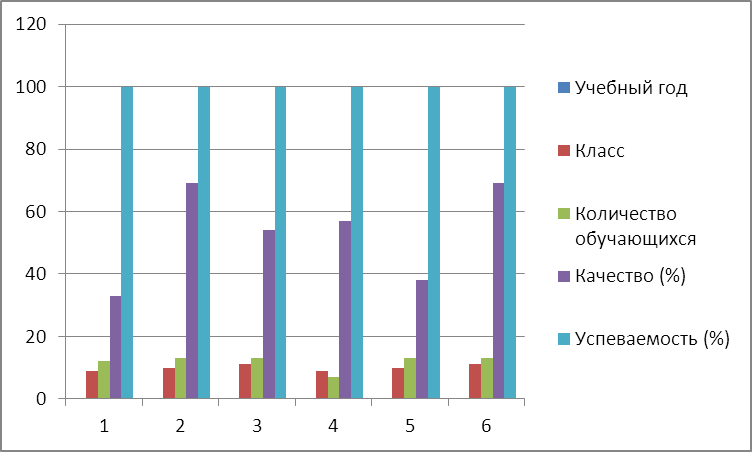 120
100
80
60
40
20
0
1 2 3 4 5 6
Учебный год
Класс
Количество
обучающихся
Качество (%)
Успеваемость (%)